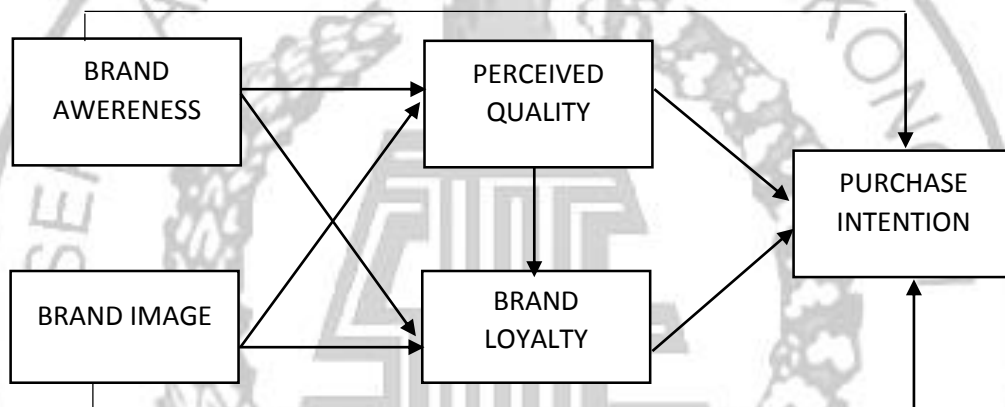 BRAND
AWERENESS
PERCEIVED
QUALITY
PURCHASE
INTENTION
BRAND IMAGE
BRAND
LOYALTY